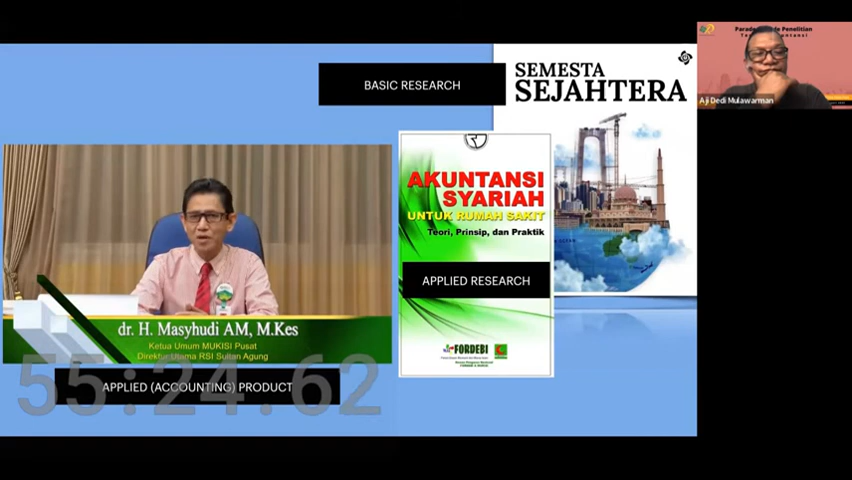 BASIC RESEARCH
SEMESTA
SEJAHTERA
AKUNTANSI
SYARIAH
UNTUK RUMAH SAKIT
Teori, Prinsip, dan Praktik
APPLIED RESEARCH
FORDEBI
dr. H. Masyhudi AM, M.Kes
Ketua Umum MUKISI Pusat
Direktur Utama RSI Sultan Agung
55:24.62
APPLIED (ACCOUNTING) PRODUCT
Aji Dedi Mulawarman